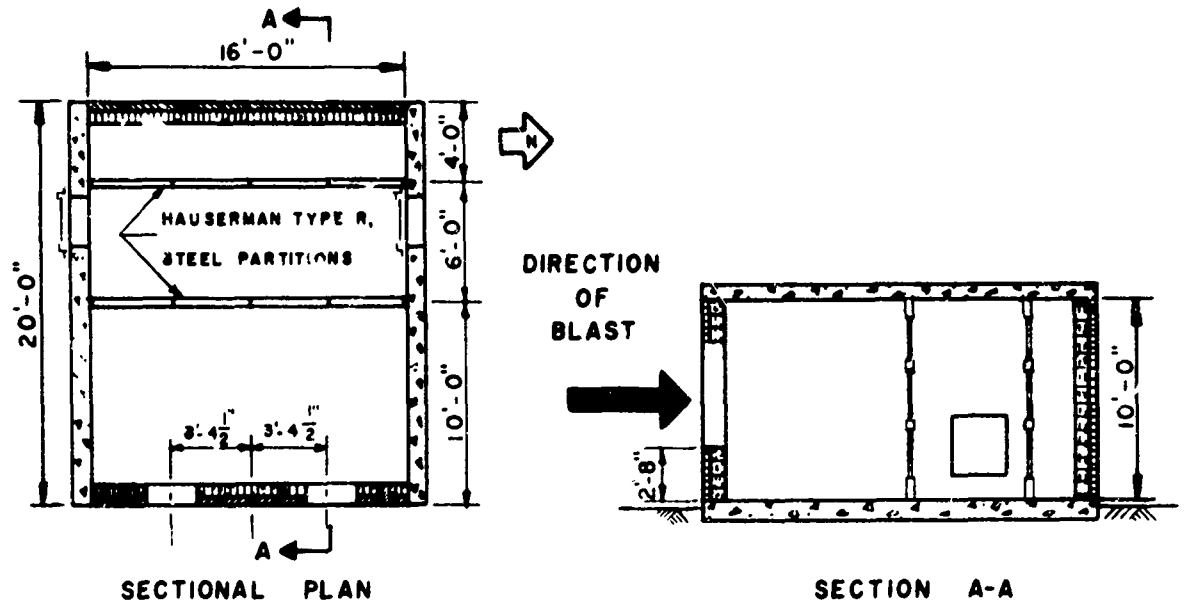 A
16'-0"
4'-0"
N
HAUSERMAN TYPE R,
STEEL PARTITIONS
6'-0"
20'-0"
DIRECTION
OF
BLAST
3'-4 1/2" 3'-4 1/2"
10'-0"
2'-8"
10'-0"
A
SECTIONAL PLAN
SECTION A-A